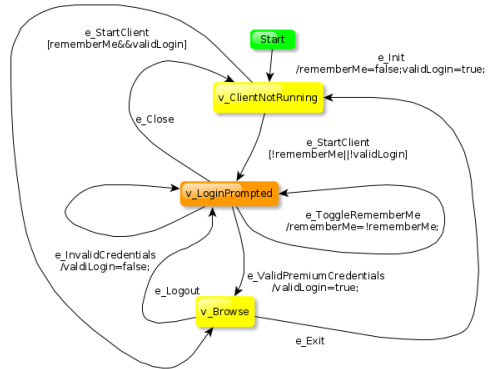 e_StartClient
[rememberMe&&validLogin]
Start
e_Init
/rememberMe=false;validLogin=true;
v_ClientNotRunning
e_Close
e_StartClient
[!rememberMe||!validLogin]
v_LoginPrompted
e_ToggleRememberMe
/rememberMe=!rememberMe;
e_InvalidCredentials
/valdiLogin=false;
e_Logout
e_ValidPremiumCredentials
/validLogin=true;
v_Browse
e_Exit